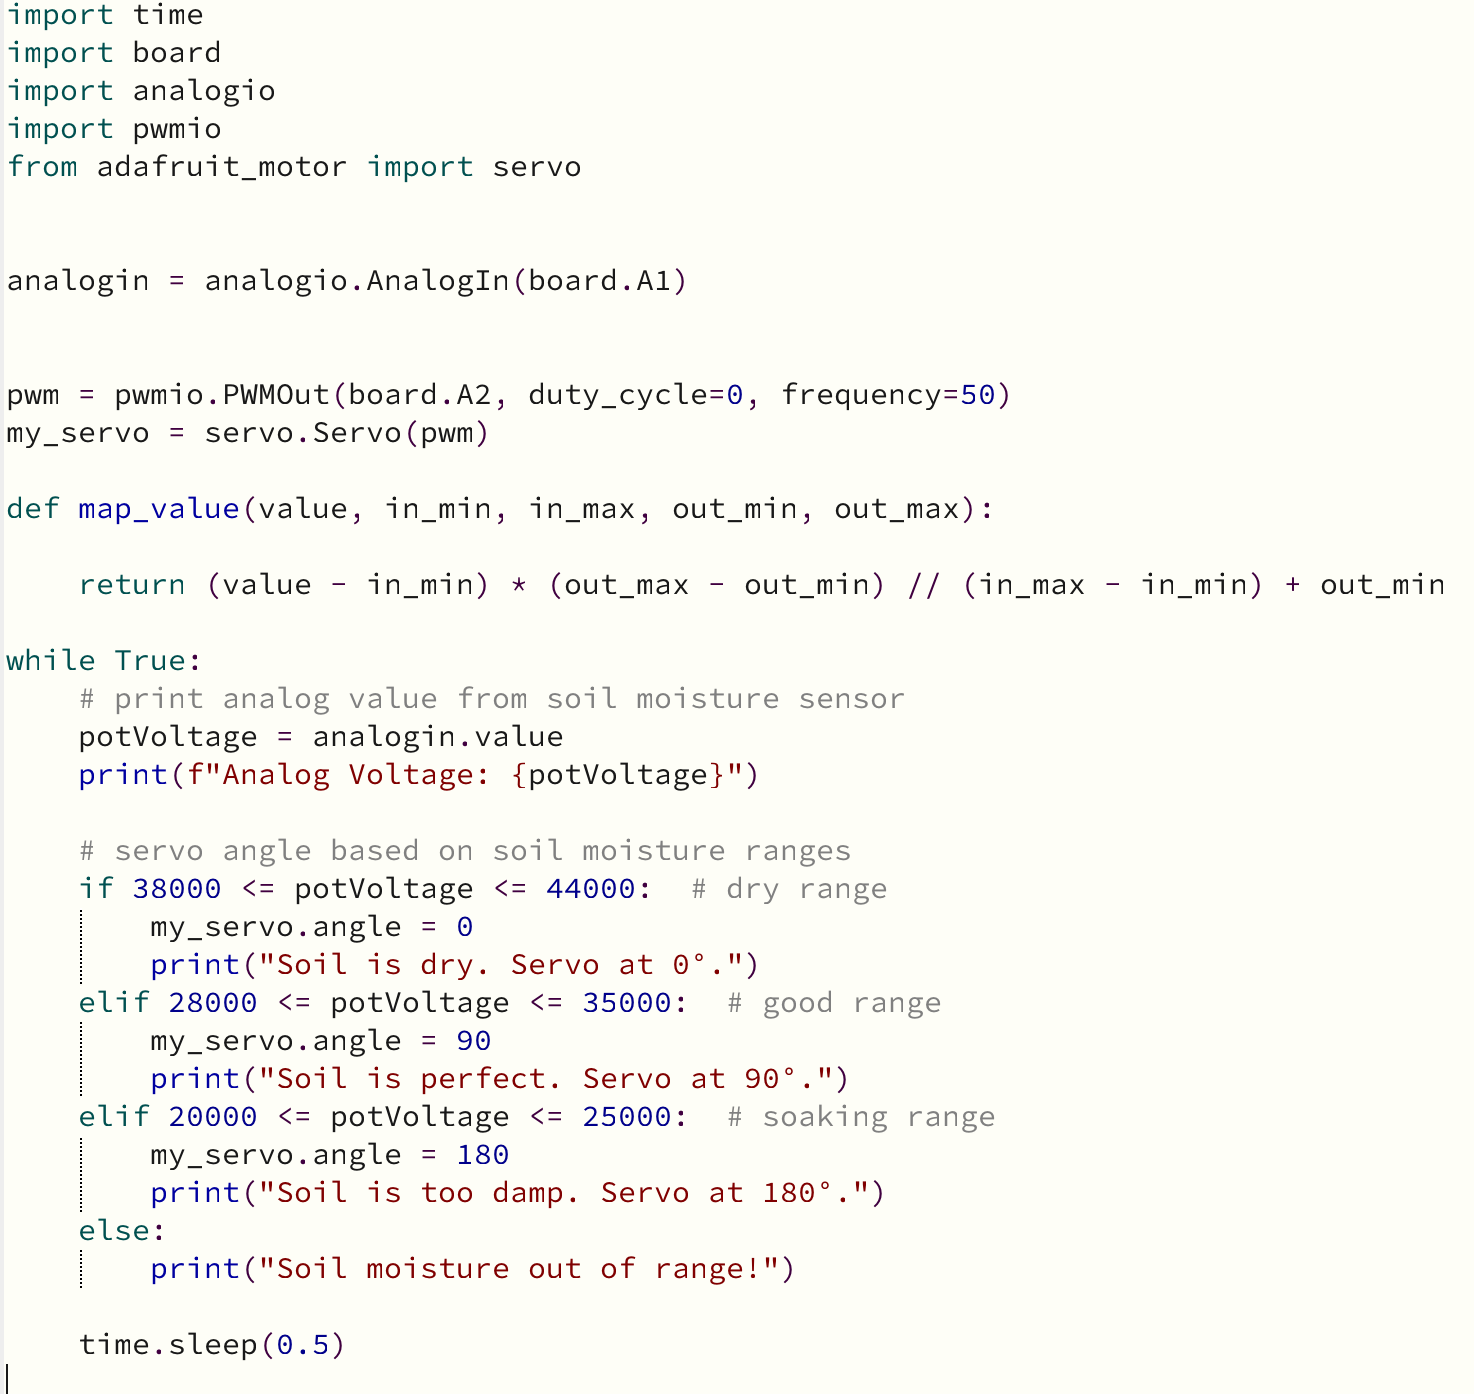 import time
import board
import analogio
import pwmio
from adafruit_motor import servo
analogin = analogio.AnalogIn(board.A1)
pwm = pwmio.PWMOut(board.A2, duty_cycle=0, frequency=50)
my_servo = servo.Servo(pwm)
def map_value(value, in_min, in_max, out_min, out_max):
    return (value - in_min) * (out_max - out_min) // (in_max - in_min) + out_min
while True:
    # print analog value from soil moisture sensor
    potVoltage = analogin.value
    print(f"Analog Voltage: {potVoltage}")
    # servo angle based on soil moisture ranges
    if 38000 <= potVoltage <= 44000:  # dry range
        my_servo.angle = 0
        print("Soil is dry. Servo at 0°.")
    elif 28000 <= potVoltage <= 35000:  # good range
        my_servo.angle = 90
        print("Soil is perfect. Servo at 90°.")
    elif 20000 <= potVoltage <= 25000:  # soaking range
        my_servo.angle = 180
        print("Soil is too damp. Servo at 180°.")
    else:
        print("Soil moisture out of range!")
    time.sleep(0.5)